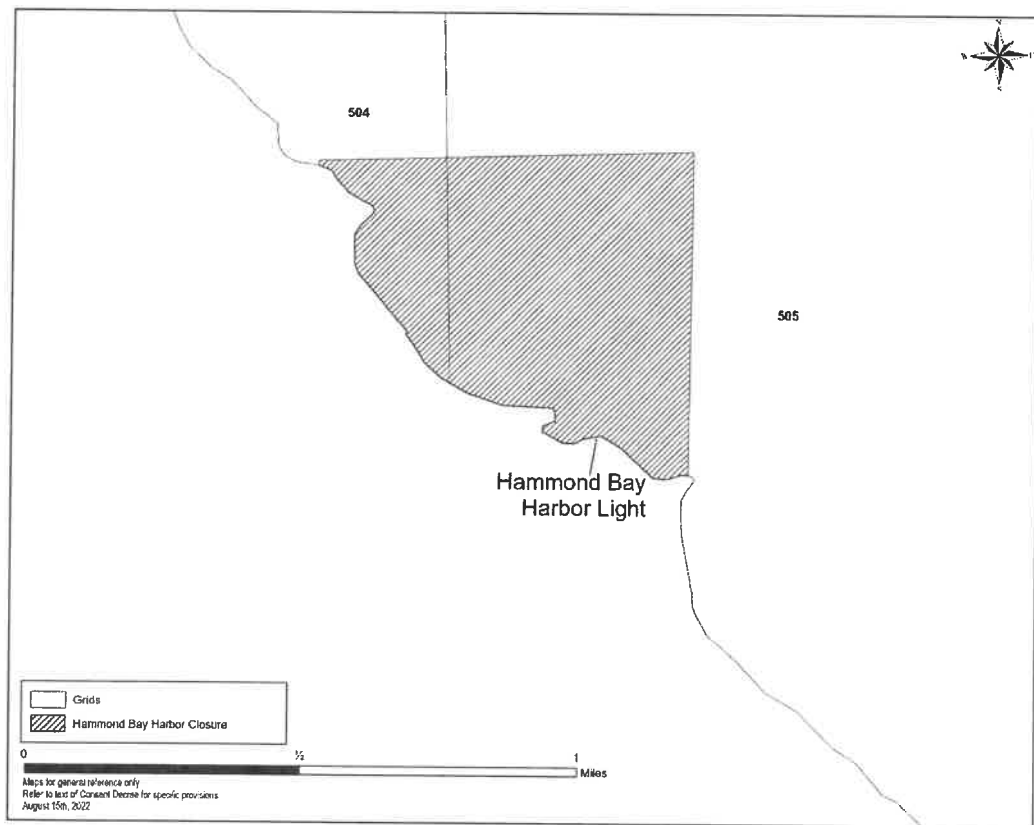 504
505
Hammond Bay
Harbor Light
Grids
Hammond Bay Harbor Closure
0 ½ 1
Miles
Maps for general reference only
Refer to text of Consent Decree for specific provisions
August 15th, 2022